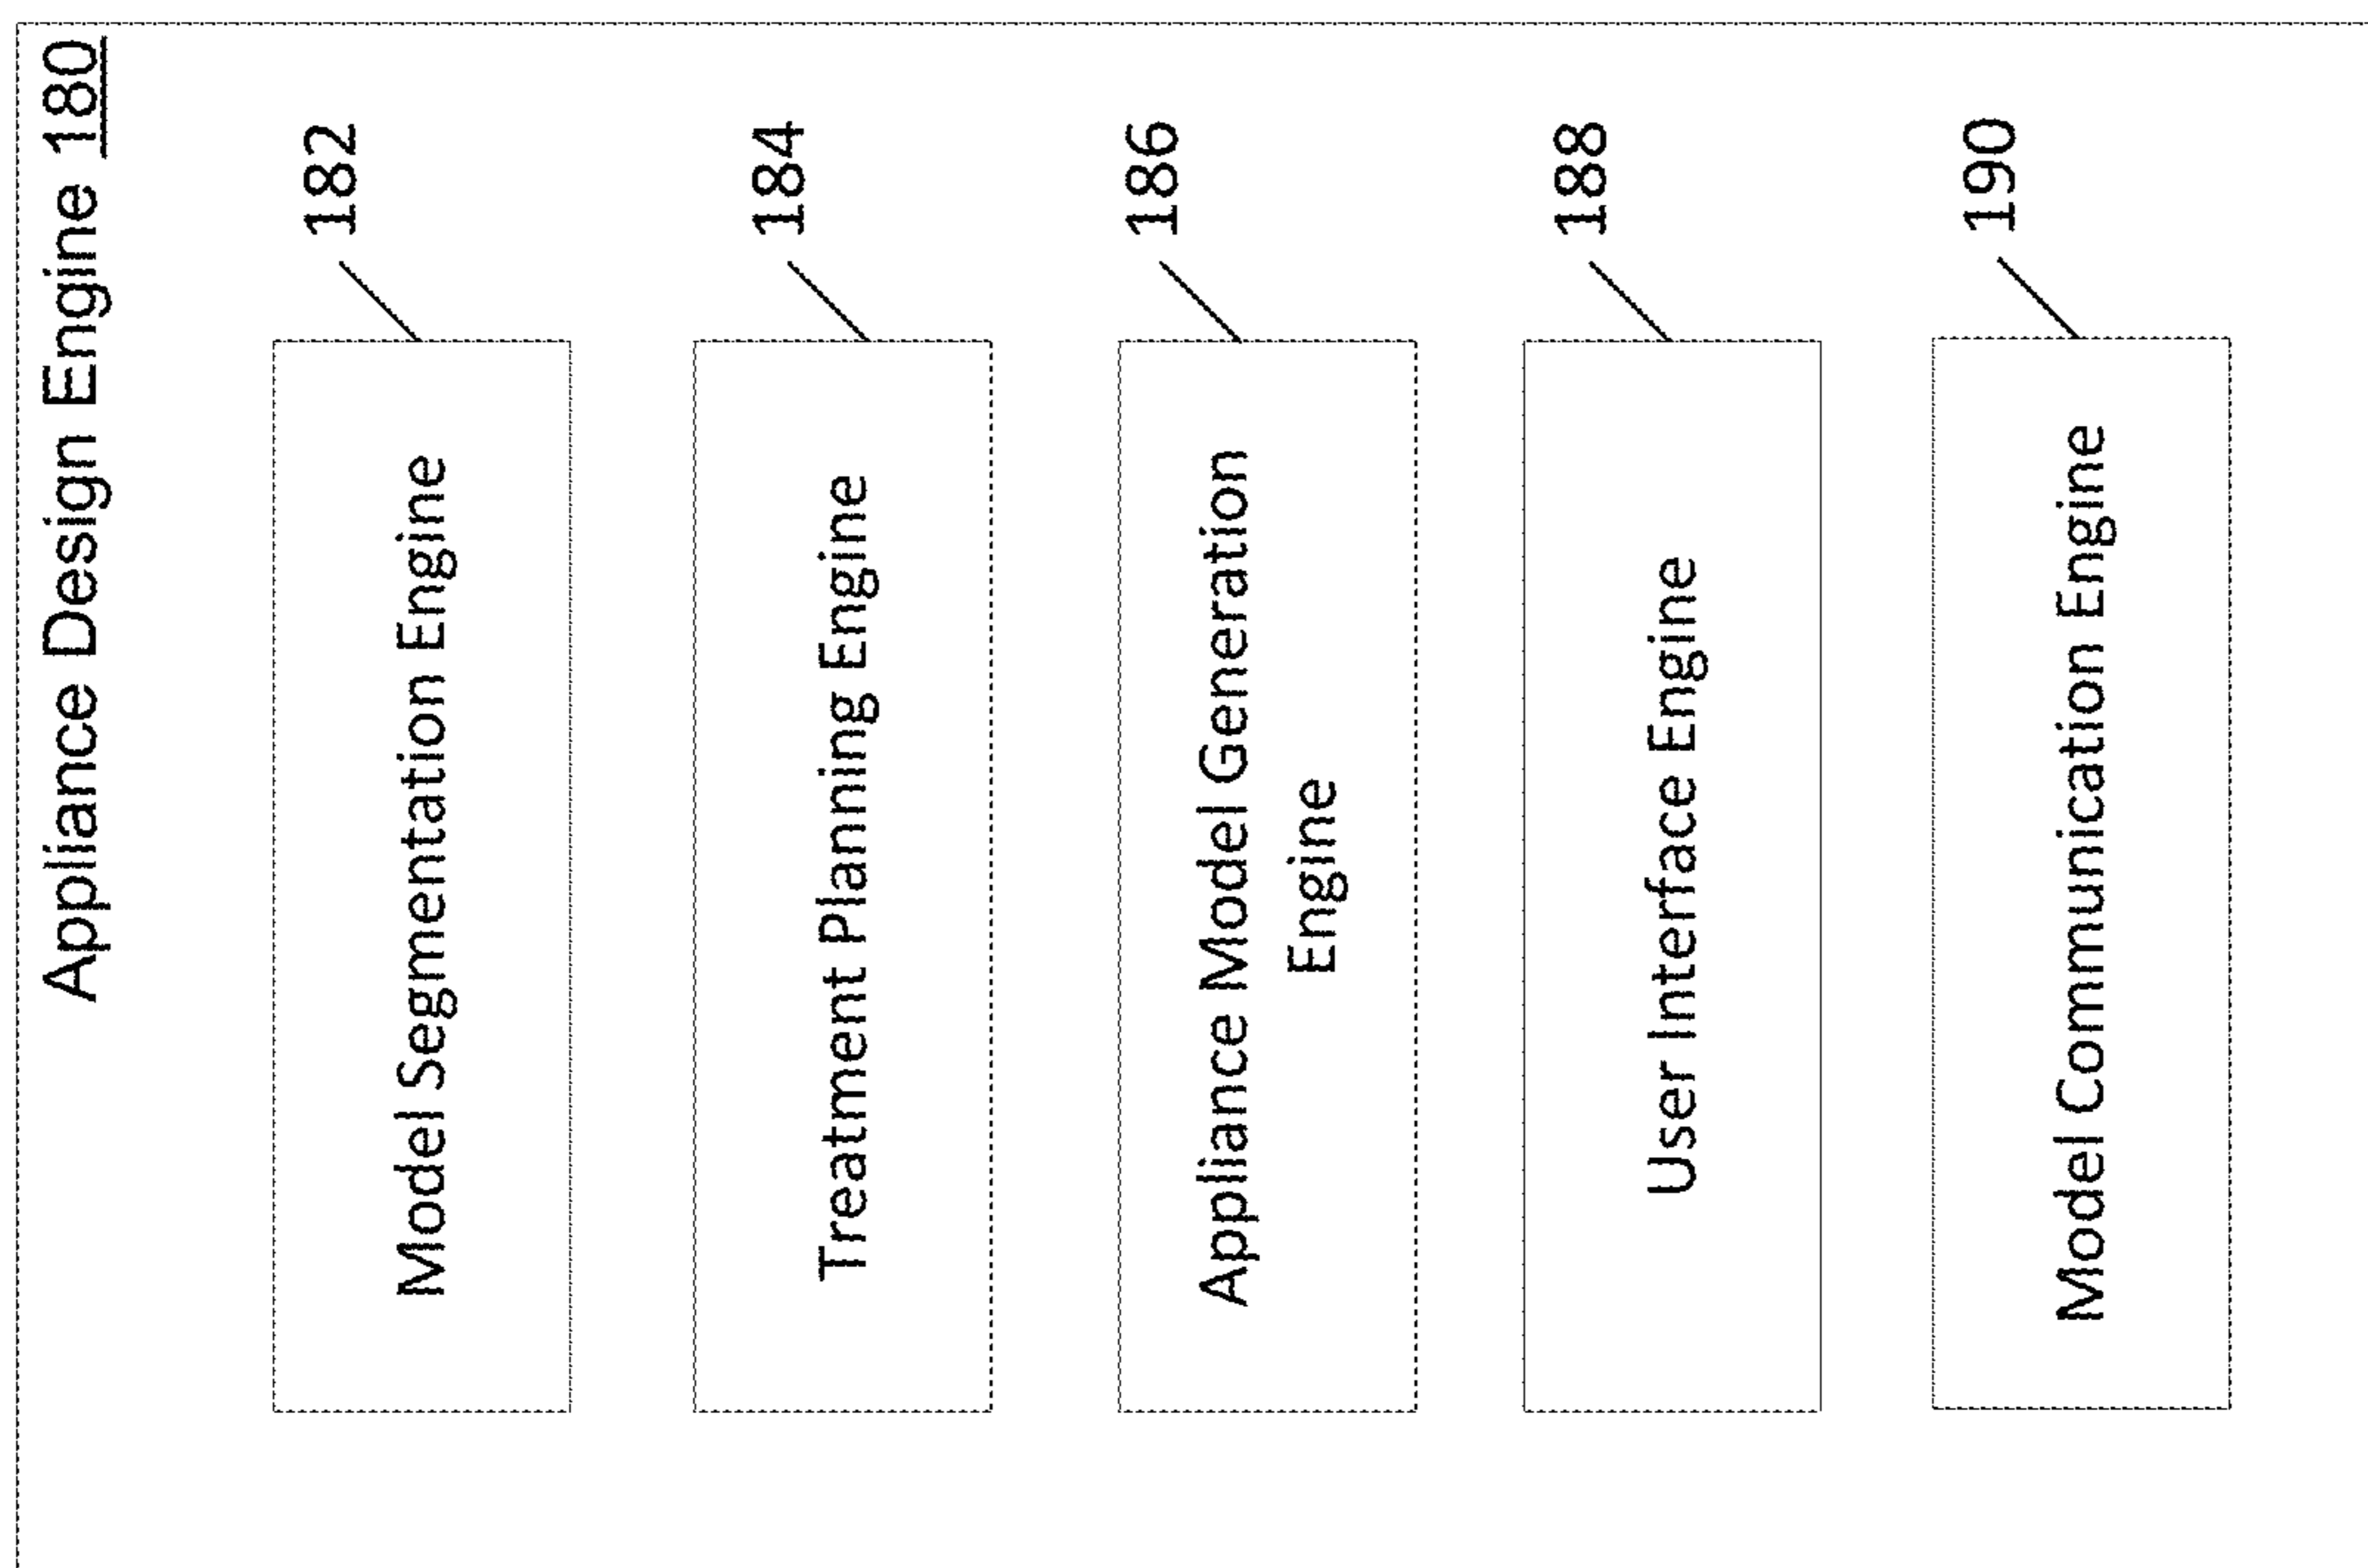 Appliance Design Engine 180
182
Model Segmentation Engine
184
Treatment Planning Engine
186
Appliance Model Generation
Engine
188
User Interface Engine
190
Model Communication Engine